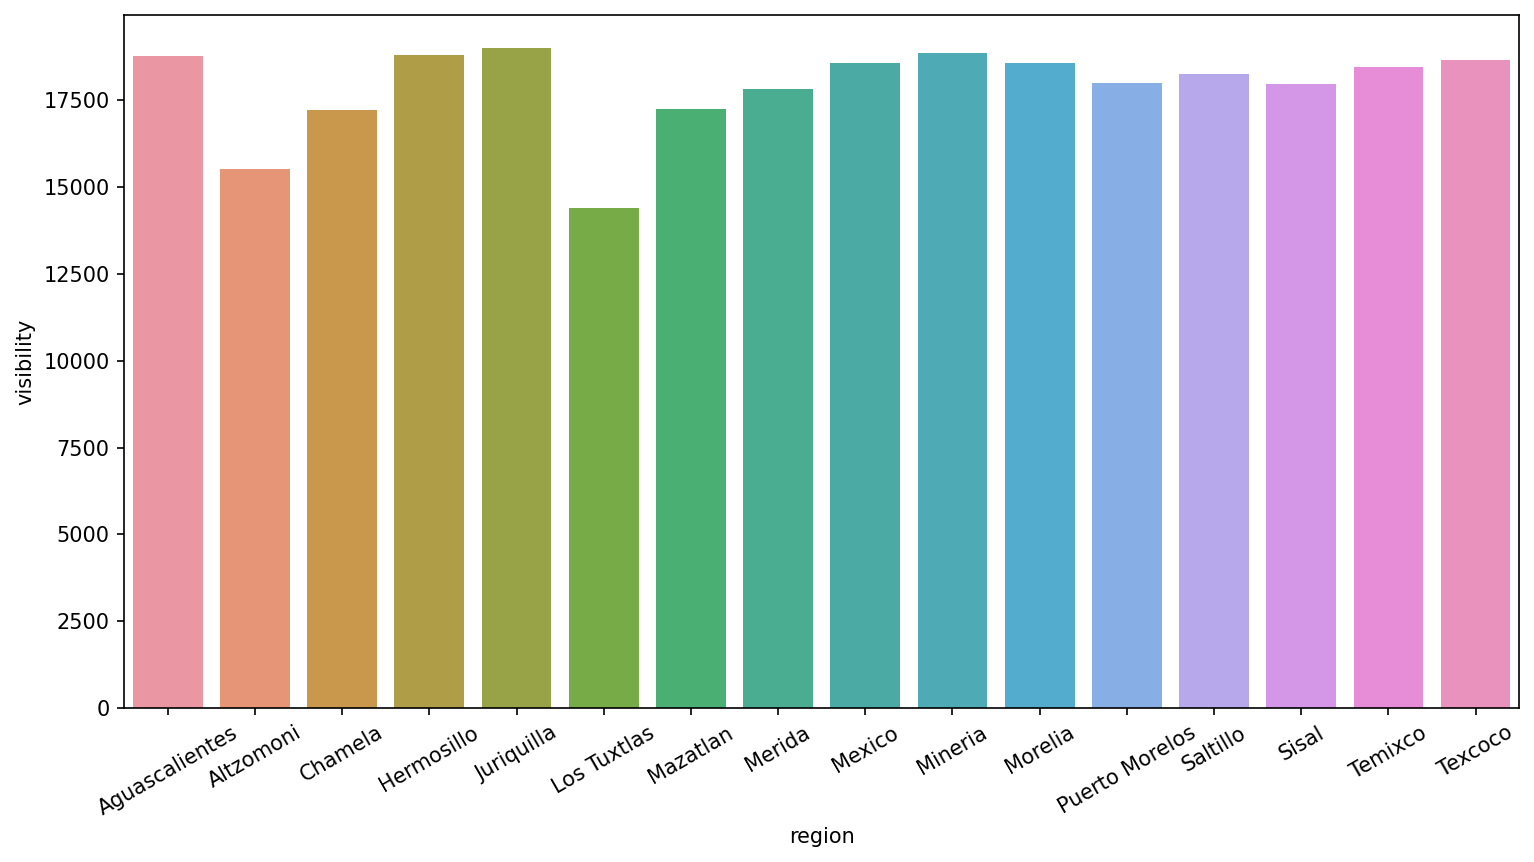 17500
15000
12500
10000
7500
5000
2500
0
visibility
Aguascalientes
Altzomoni
Chamela
Hermosillo
Juriquilla
Los Tuxtlas
Mazatlan
Merida
Mexico
Mineria
Morelia
Puerto Morelos
Saltillo
Sisal
Temixco
Texcoco
region